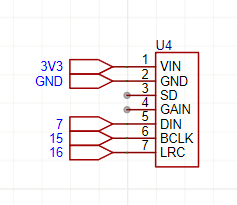 U4
3V3 1 VIN
GND 2 GND
3 SD
4 GAIN
7 5 DIN
15 6 BCLK
16 7 LRC